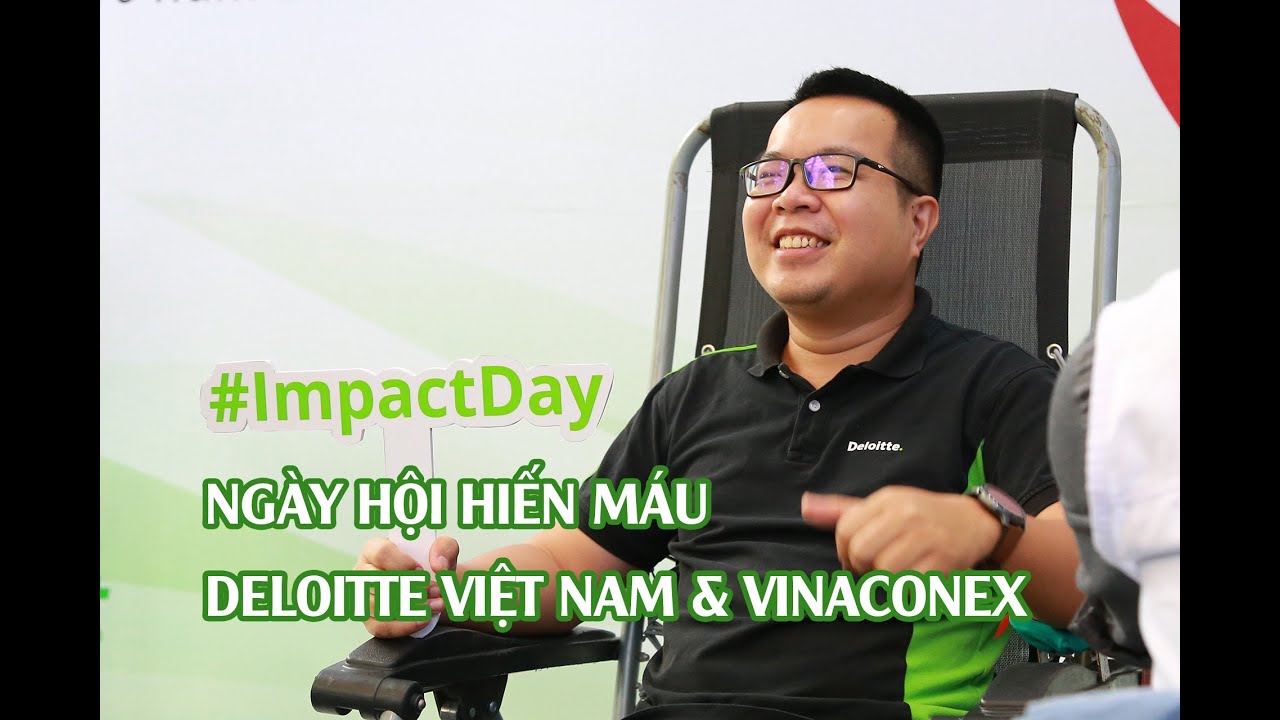 #ImpactDay
Deloitte.
NGÀY HỘI HIẾN MÁU
DELOITTE VIỆT NAM & VINACONEX